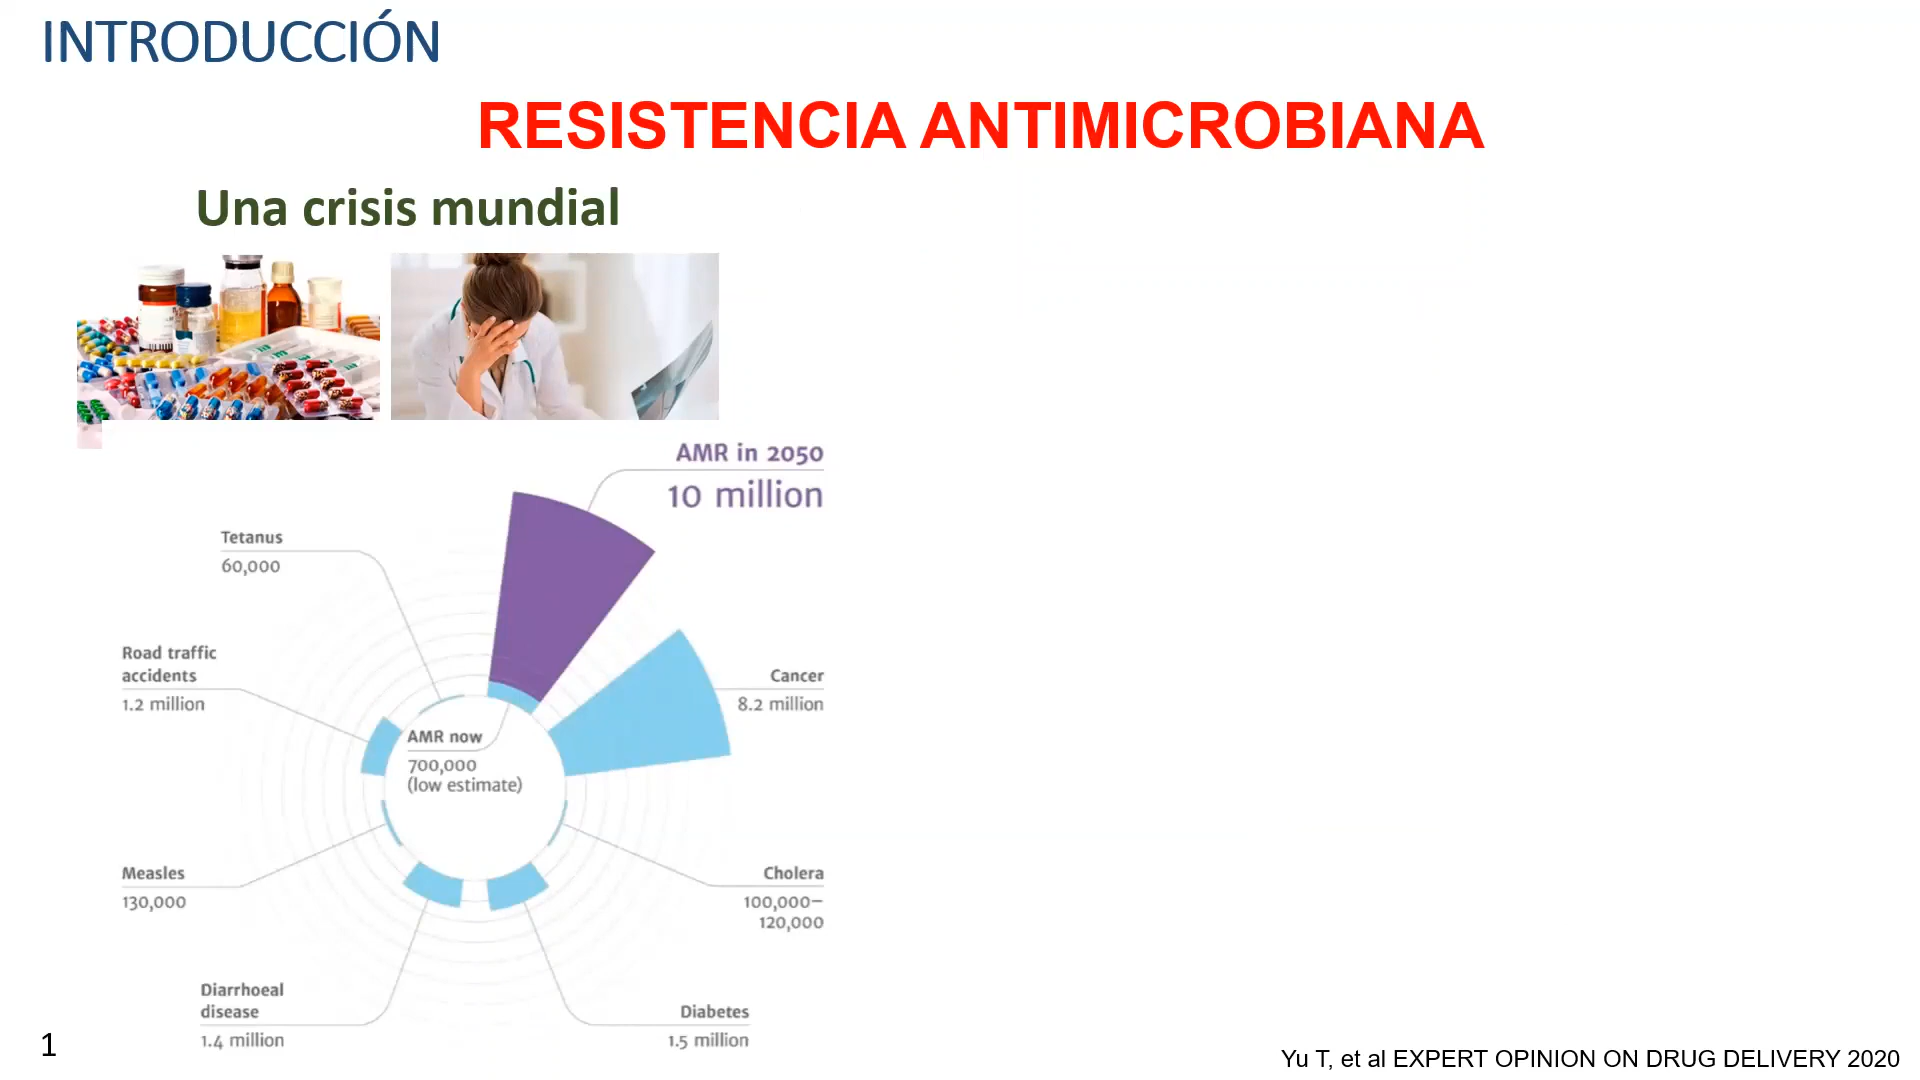 INTRODUCCIÓN
RESISTENCIA ANTIMICROBIANA
Una crisis mundial
AMR in 2050
10 million
Tetanus
60,000
Road traffic
accidents
1.2 million
Cancer
8.2 million
AMR now
700,000
(low estimate)
Measles
130,000
Cholera
100,000–
120,000
Diarrhoeal
disease
1.4 million
Diabetes
1.5 million
1
Yu T, et al EXPERT OPINION ON DRUG DELIVERY 2020